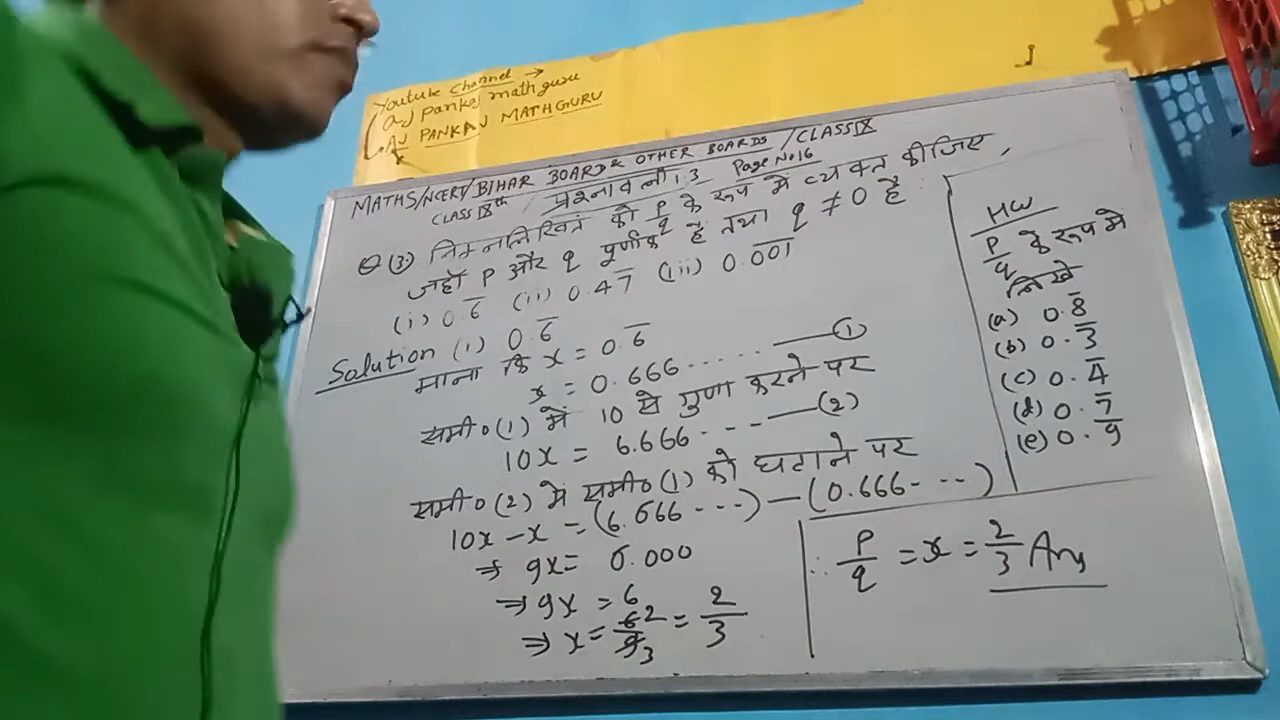 Youtube Channel →
a) pankaj mathguru
A) PANKAJ MATHGURU
MATHS/NCERT/BIHAR BOARD & OTHER BOARDS /CLASS IX
CLASS IXth प्रश्नावली 1.3 Page No 16
Q (3) निम्नलिखित को p/q के रूप में व्यक्त कीजिए,
जहाँ P और q पूर्णांक हैं तथा q ≠ 0 है
(i) 0.6̅ (ii) 0.47̅ (iii) 0.0̅0̅1̅
Solution (i) 0.6̅
माना कि x = 0.6̅
x = 0.666..... —(1)
समी० (1) में 10 से गुणा करने पर
10x = 6.666--- —(2)
समी० (2) में समी० (1) को घटाने पर
10x - x = (6.666---) - (0.666---)
⇒ 9x = 6.000
⇒ 9x = 6
⇒ x = 6/9 2/3 = 2/3
∴ P/q = x = 2/3 Ans
HW
P/q के रूप में
लिखें
(a) 0.8̅
(b) 0.3̅
(c) 0.4̅
(d) 0.7̅
(e) 0.9̅